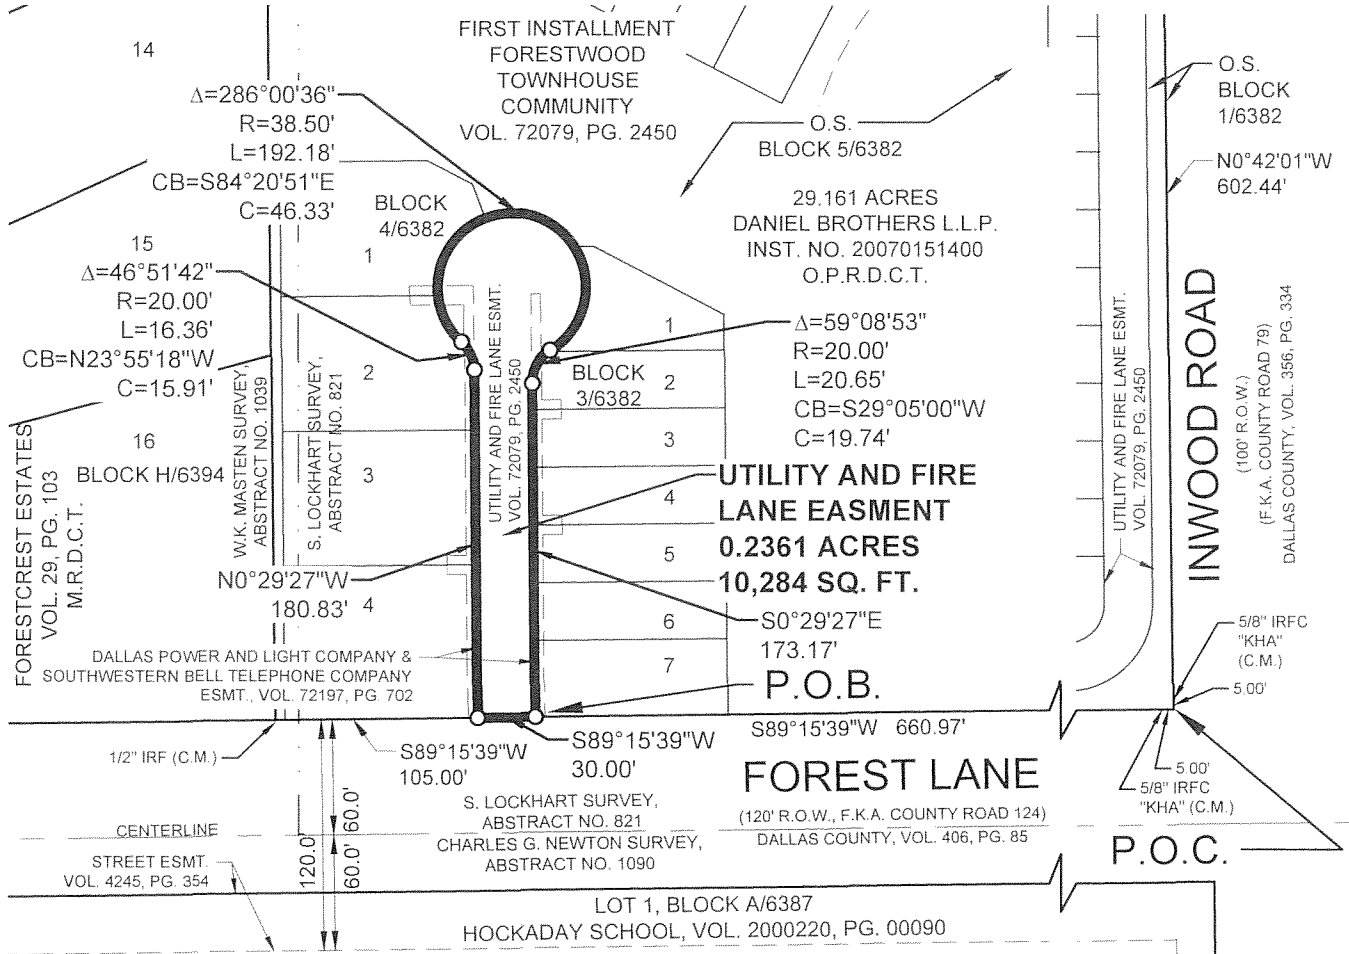 14
FIRST INSTALLMENT
FORESTWOOD
TOWNHOUSE
COMMUNITY
VOL. 72079, PG. 2450
Δ=286°00'36"
R=38.50'
L=192.18'
CB=S84°20'51"E
C=46.33'
BLOCK
4/6382
O.S.
BLOCK 5/6382
O.S.
BLOCK
1/6382
N0°42'01"W
602.44'
29.161 ACRES
DANIEL BROTHERS L.L.P.
INST. NO. 20070151400
O.P.R.D.C.T.
15
Δ=46°51'42"
R=20.00'
L=16.36'
CB=N23°55'18"W
C=15.91'
1
2
3
4
Δ=59°08'53"
R=20.00'
L=20.65'
CB=S29°05'00"W
C=19.74'
BLOCK
3/6382
1
2
3
4
5
6
7
16
BLOCK H/6394
FORESTCREST ESTATES
VOL. 29, PG. 103
M.R.D.C.T.
W.K. MASTEN SURVEY,
ABSTRACT NO. 1039
S. LOCKHART SURVEY,
ABSTRACT NO. 821
UTILITY AND FIRE LANE ESMT.
VOL. 72079, PG. 2450
UTILITY AND FIRE
LANE EASMENT
0.2361 ACRES
10,284 SQ. FT.
UTILITY AND FIRE LANE ESMT.
VOL. 72079, PG. 2450
INWOOD ROAD
(100' R.O.W.)
(F.K.A. COUNTY ROAD 79)
DALLAS COUNTY, VOL. 356, PG. 334
N0°29'27"W
180.83'
S0°29'27"E
173.17'
DALLAS POWER AND LIGHT COMPANY &
SOUTHWESTERN BELL TELEPHONE COMPANY
ESMT., VOL. 72197, PG. 702
P.O.B.
5/8" IRFC
"KHA"
(C.M.)
5.00'
1/2" IRF (C.M.)
S89°15'39"W
105.00'
S89°15'39"W
30.00'
S89°15'39"W 660.97'
FOREST LANE
(120' R.O.W., F.K.A. COUNTY ROAD 124)
DALLAS COUNTY, VOL. 406, PG. 85
5.00'
5/8" IRFC
"KHA" (C.M.)
P.O.C.
S. LOCKHART SURVEY,
ABSTRACT NO. 821
CHARLES G. NEWTON SURVEY,
ABSTRACT NO. 1090
CENTERLINE
120.0'
60.0'
60.0'
STREET ESMT.
VOL. 4245, PG. 354
LOT 1, BLOCK A/6387
HOCKADAY SCHOOL, VOL. 2000220, PG. 00090